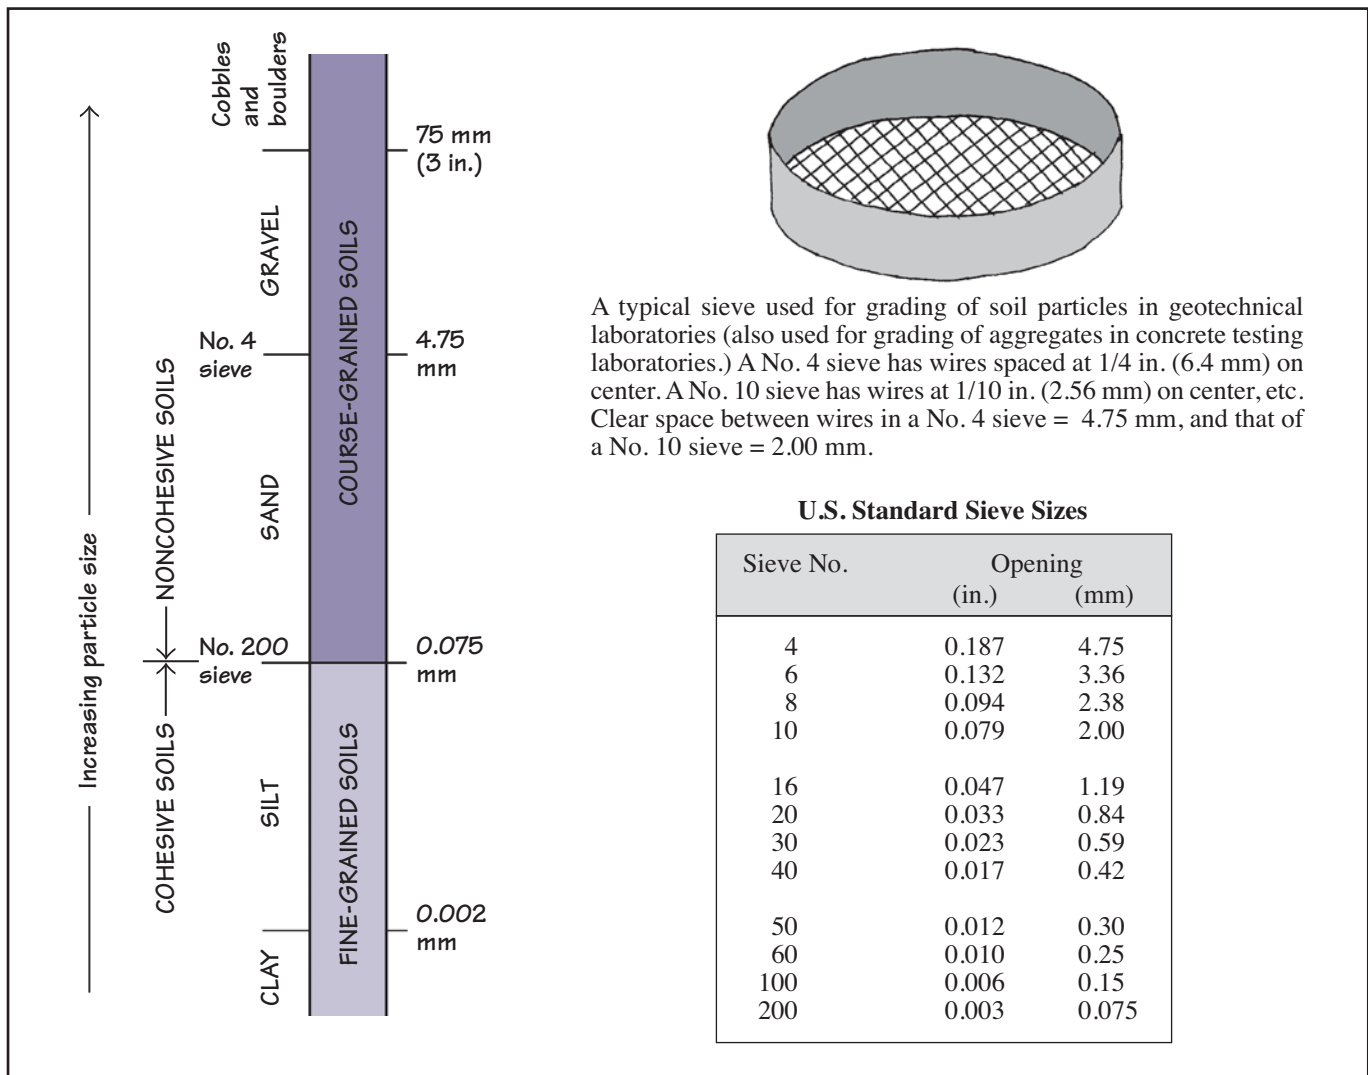 Cobbles
and
boulders
75 mm
(3 in.)
GRAVEL
COURSE-GRAINED SOILS
No. 4
sieve
4.75
mm
NONCOHESIVE SOILS
SAND
Increasing particle size
No. 200
sieve
0.075
mm
COHESIVE SOILS
SILT
FINE-GRAINED SOILS
0.002
mm
CLAY
A typical sieve used for grading of soil particles in geotechnical
laboratories (also used for grading of aggregates in concrete testing
laboratories.) A No. 4 sieve has wires spaced at 1/4 in. (6.4 mm) on
center. A No. 10 sieve has wires at 1/10 in. (2.56 mm) on center, etc.
Clear space between wires in a No. 4 sieve = 4.75 mm, and that of
a No. 10 sieve = 2.00 mm.
U.S. Standard Sieve Sizes
Sieve No. Opening
(in.) (mm)
4 0.187 4.75
6 0.132 3.36
8 0.094 2.38
10 0.079 2.00
16 0.047 1.19
20 0.033 0.84
30 0.023 0.59
40 0.017 0.42
50 0.012 0.30
60 0.010 0.25
100 0.006 0.15
200 0.003 0.075